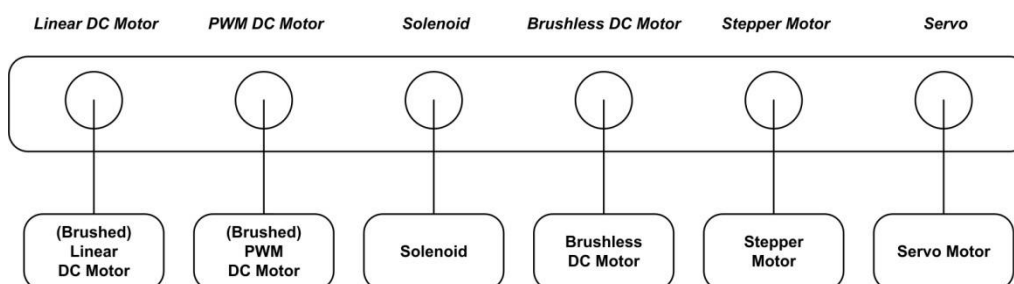 Linear DC Motor PWM DC Motor Solenoid Brushless DC Motor Stepper Motor Servo
(Brushed)
Linear
DC Motor
(Brushed)
PWM
DC Motor
Solenoid
Brushless
DC Motor
Stepper
Motor
Servo Motor